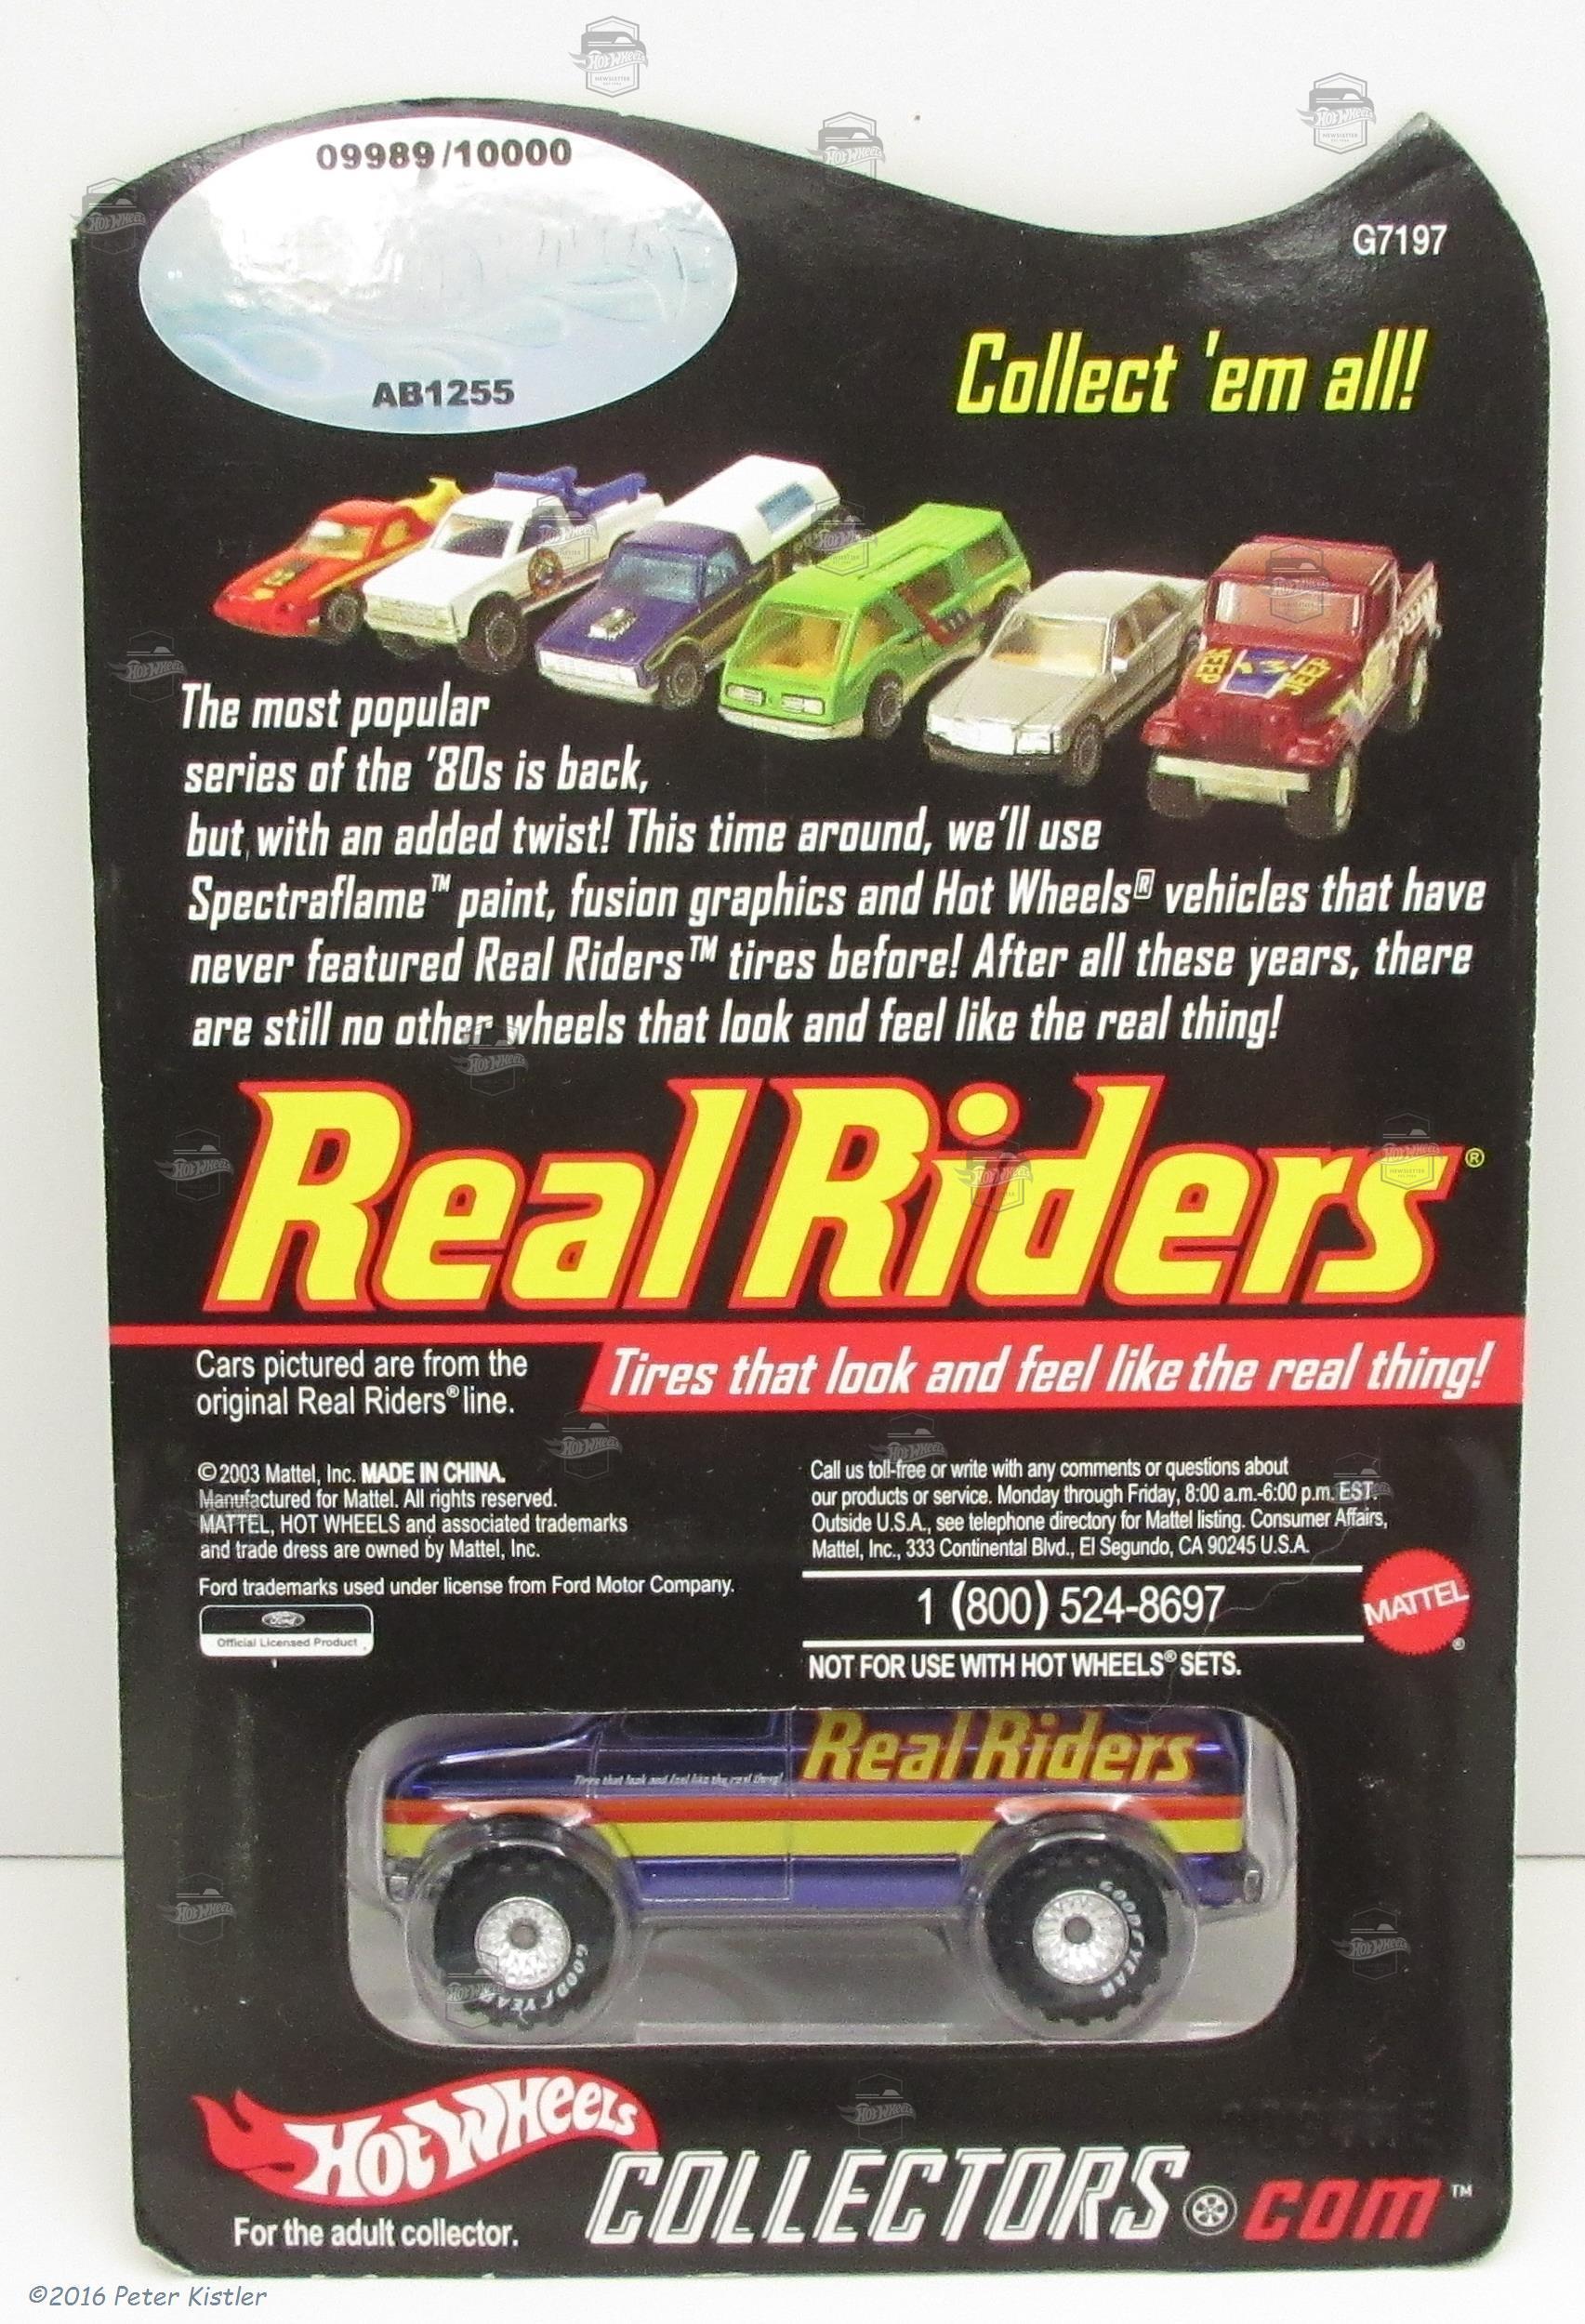 09989/10000
AB1255
G7197
Collect 'em all!
JEEP JEEP
The most popular
series of the '80s is back,
but with an added twist! This time around, we'll use
Spectraflame™ paint, fusion graphics and Hot Wheels® vehicles that have
never featured Real Riders™ tires before! After all these years, there
are still no other wheels that look and feel like the real thing!
Real Riders®
Tires that look and feel like the real thing!
Cars pictured are from the
original Real Riders® line.
©2003 Mattel, Inc. MADE IN CHINA.
Manufactured for Mattel. All rights reserved.
MATTEL, HOT WHEELS and associated trademarks
and trade dress are owned by Mattel, Inc.
Ford trademarks used under license from Ford Motor Company.
Ford
Official Licensed Product
Call us toll-free or write with any comments or questions about
our products or service. Monday through Friday, 8:00 a.m.-6:00 p.m. EST.
Outside U.S.A., see telephone directory for Mattel listing. Consumer Affairs,
Mattel, Inc., 333 Continental Blvd., El Segundo, CA 90245 U.S.A.
1 (800) 524-8697
MATTEL®
NOT FOR USE WITH HOT WHEELS® SETS.
Real Riders
Tires that look and feel like the real thing!
GOODYEAR
GOODYEAR
Hot Wheels
COLLECTORS.com™
For the adult collector.
©2016 Peter Kistler